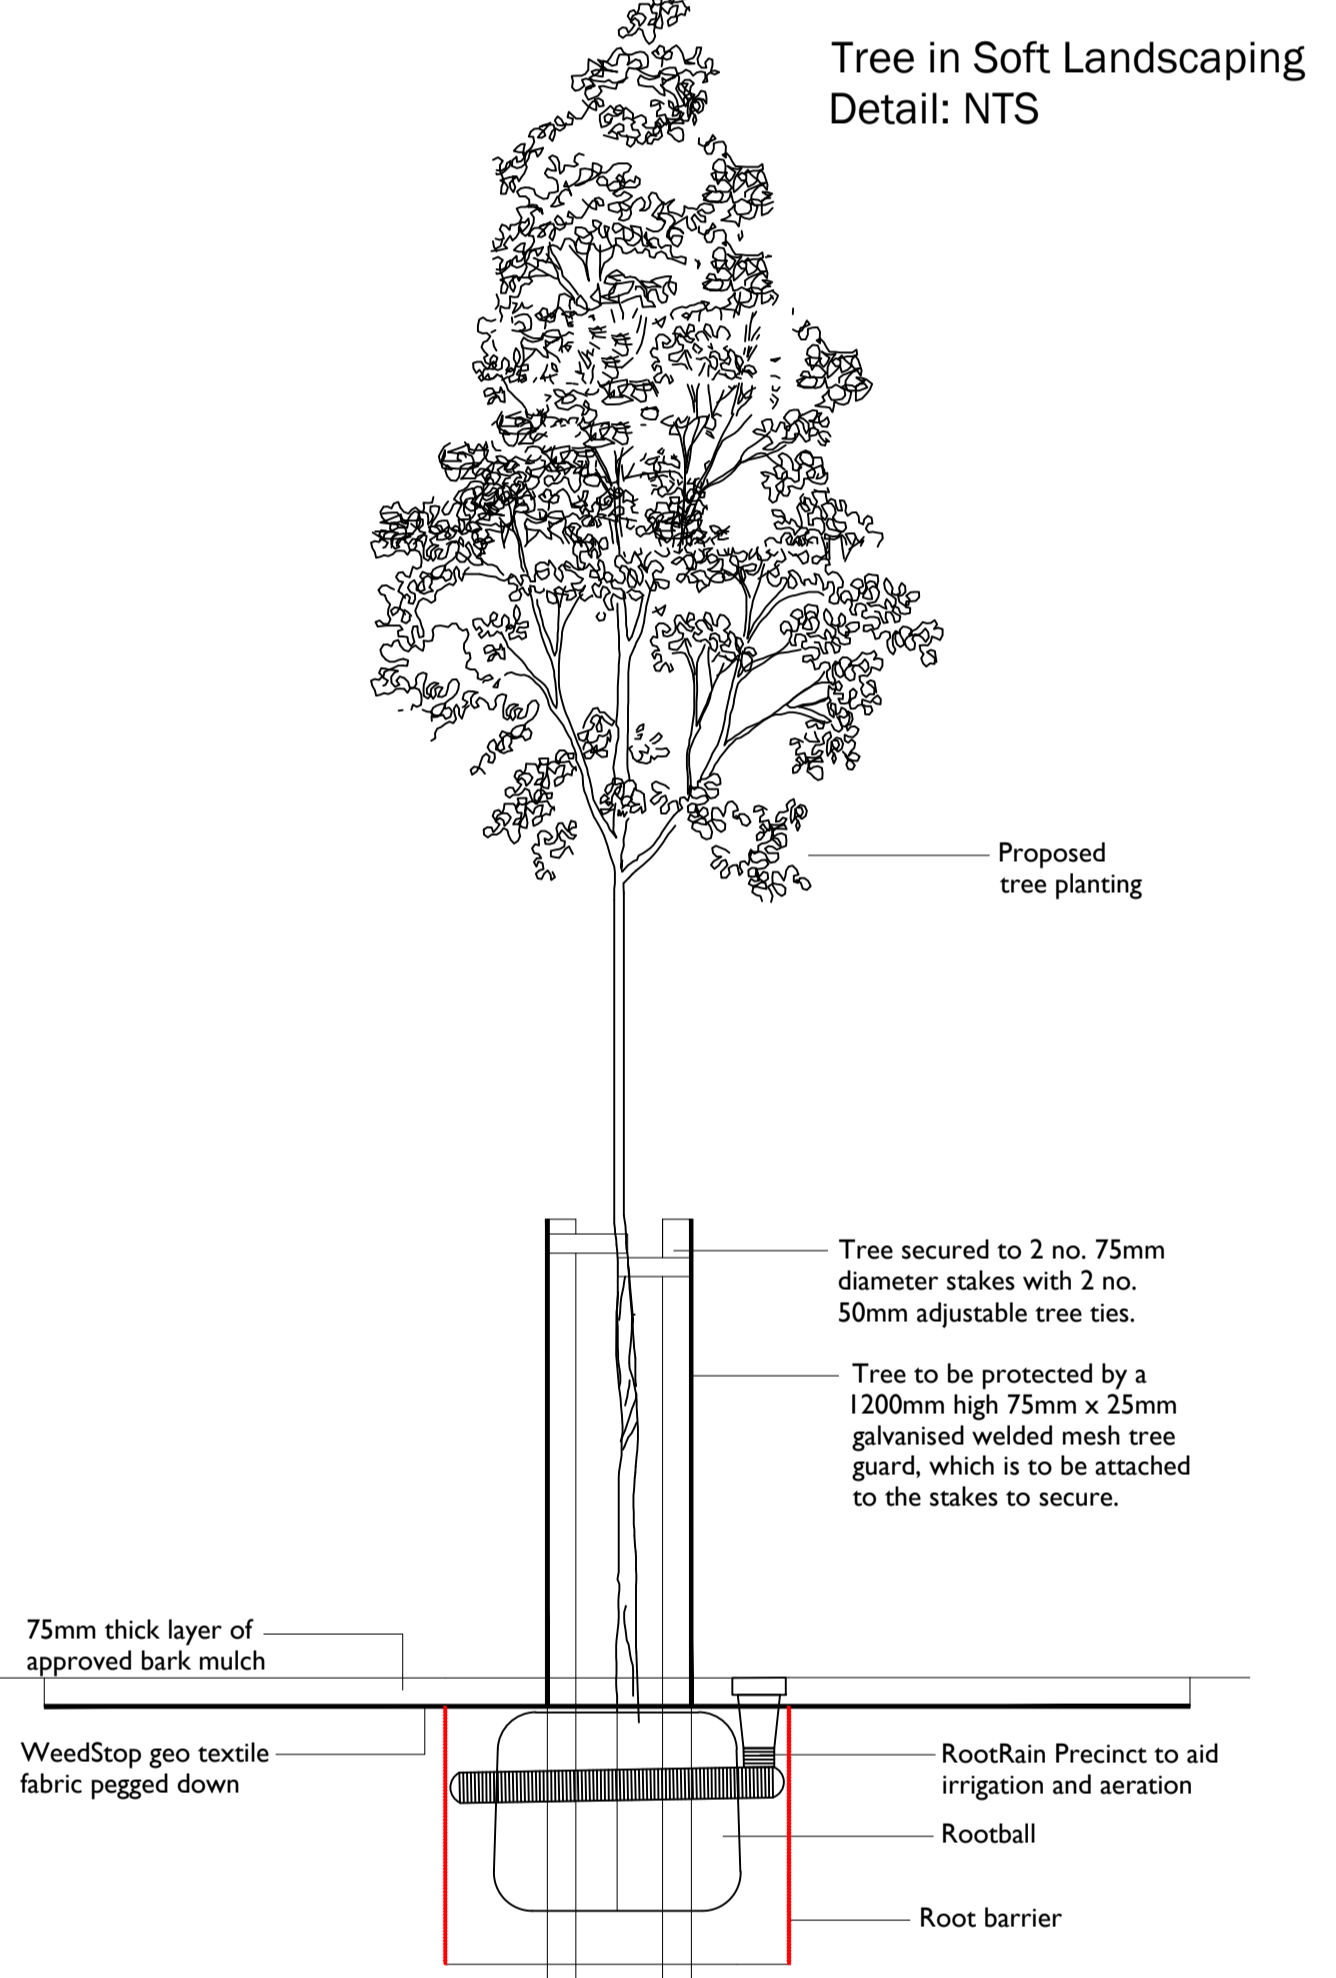 Tree in Soft Landscaping
Detail: NTS
Proposed
tree planting
Tree secured to 2 no. 75mm
diameter stakes with 2 no.
50mm adjustable tree ties.
Tree to be protected by a
1200mm high 75mm x 25mm
galvanised welded mesh tree
guard, which is to be attached
to the stakes to secure.
75mm thick layer of
approved bark mulch
WeedStop geo textile
fabric pegged down
RootRain Precinct to aid
irrigation and aeration
Rootball
Root barrier